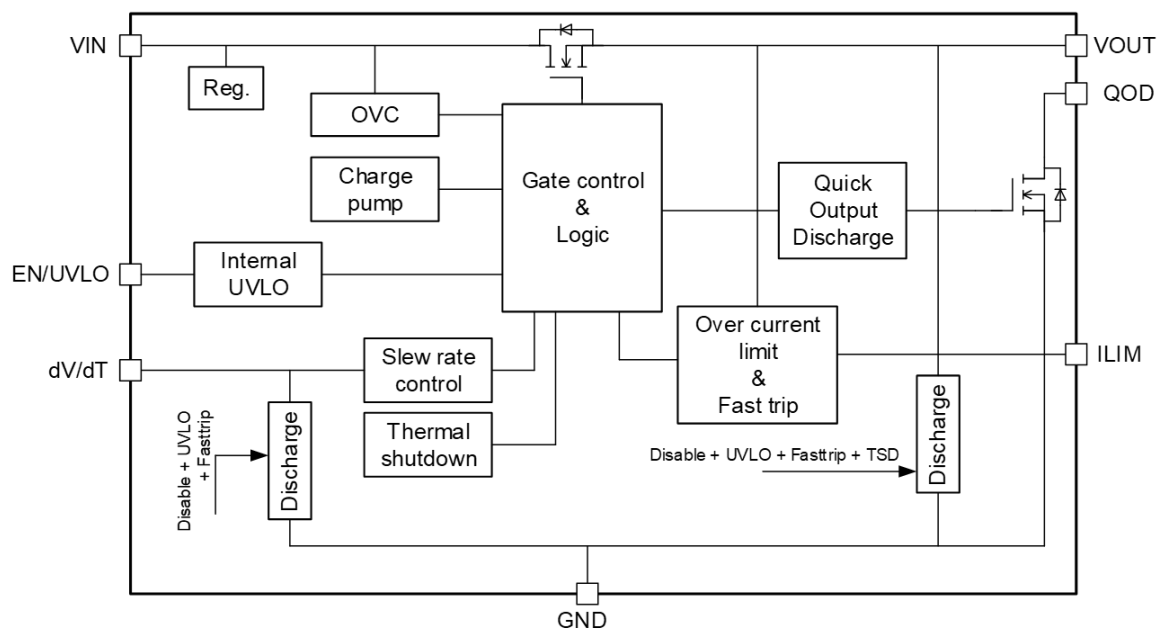 VIN
VOUT
Reg.
OVC
QOD
Charge
pump
Gate control
&
Logic
Quick
Output
Discharge
EN/UVLO
Internal
UVLO
Over current
limit
&
Fast trip
ILIM
dV/dT
Slew rate
control
Thermal
shutdown
Disable + UVLO
+ Fasttrip
Discharge
Disable + UVLO + Fasttrip + TSD
Discharge
GND